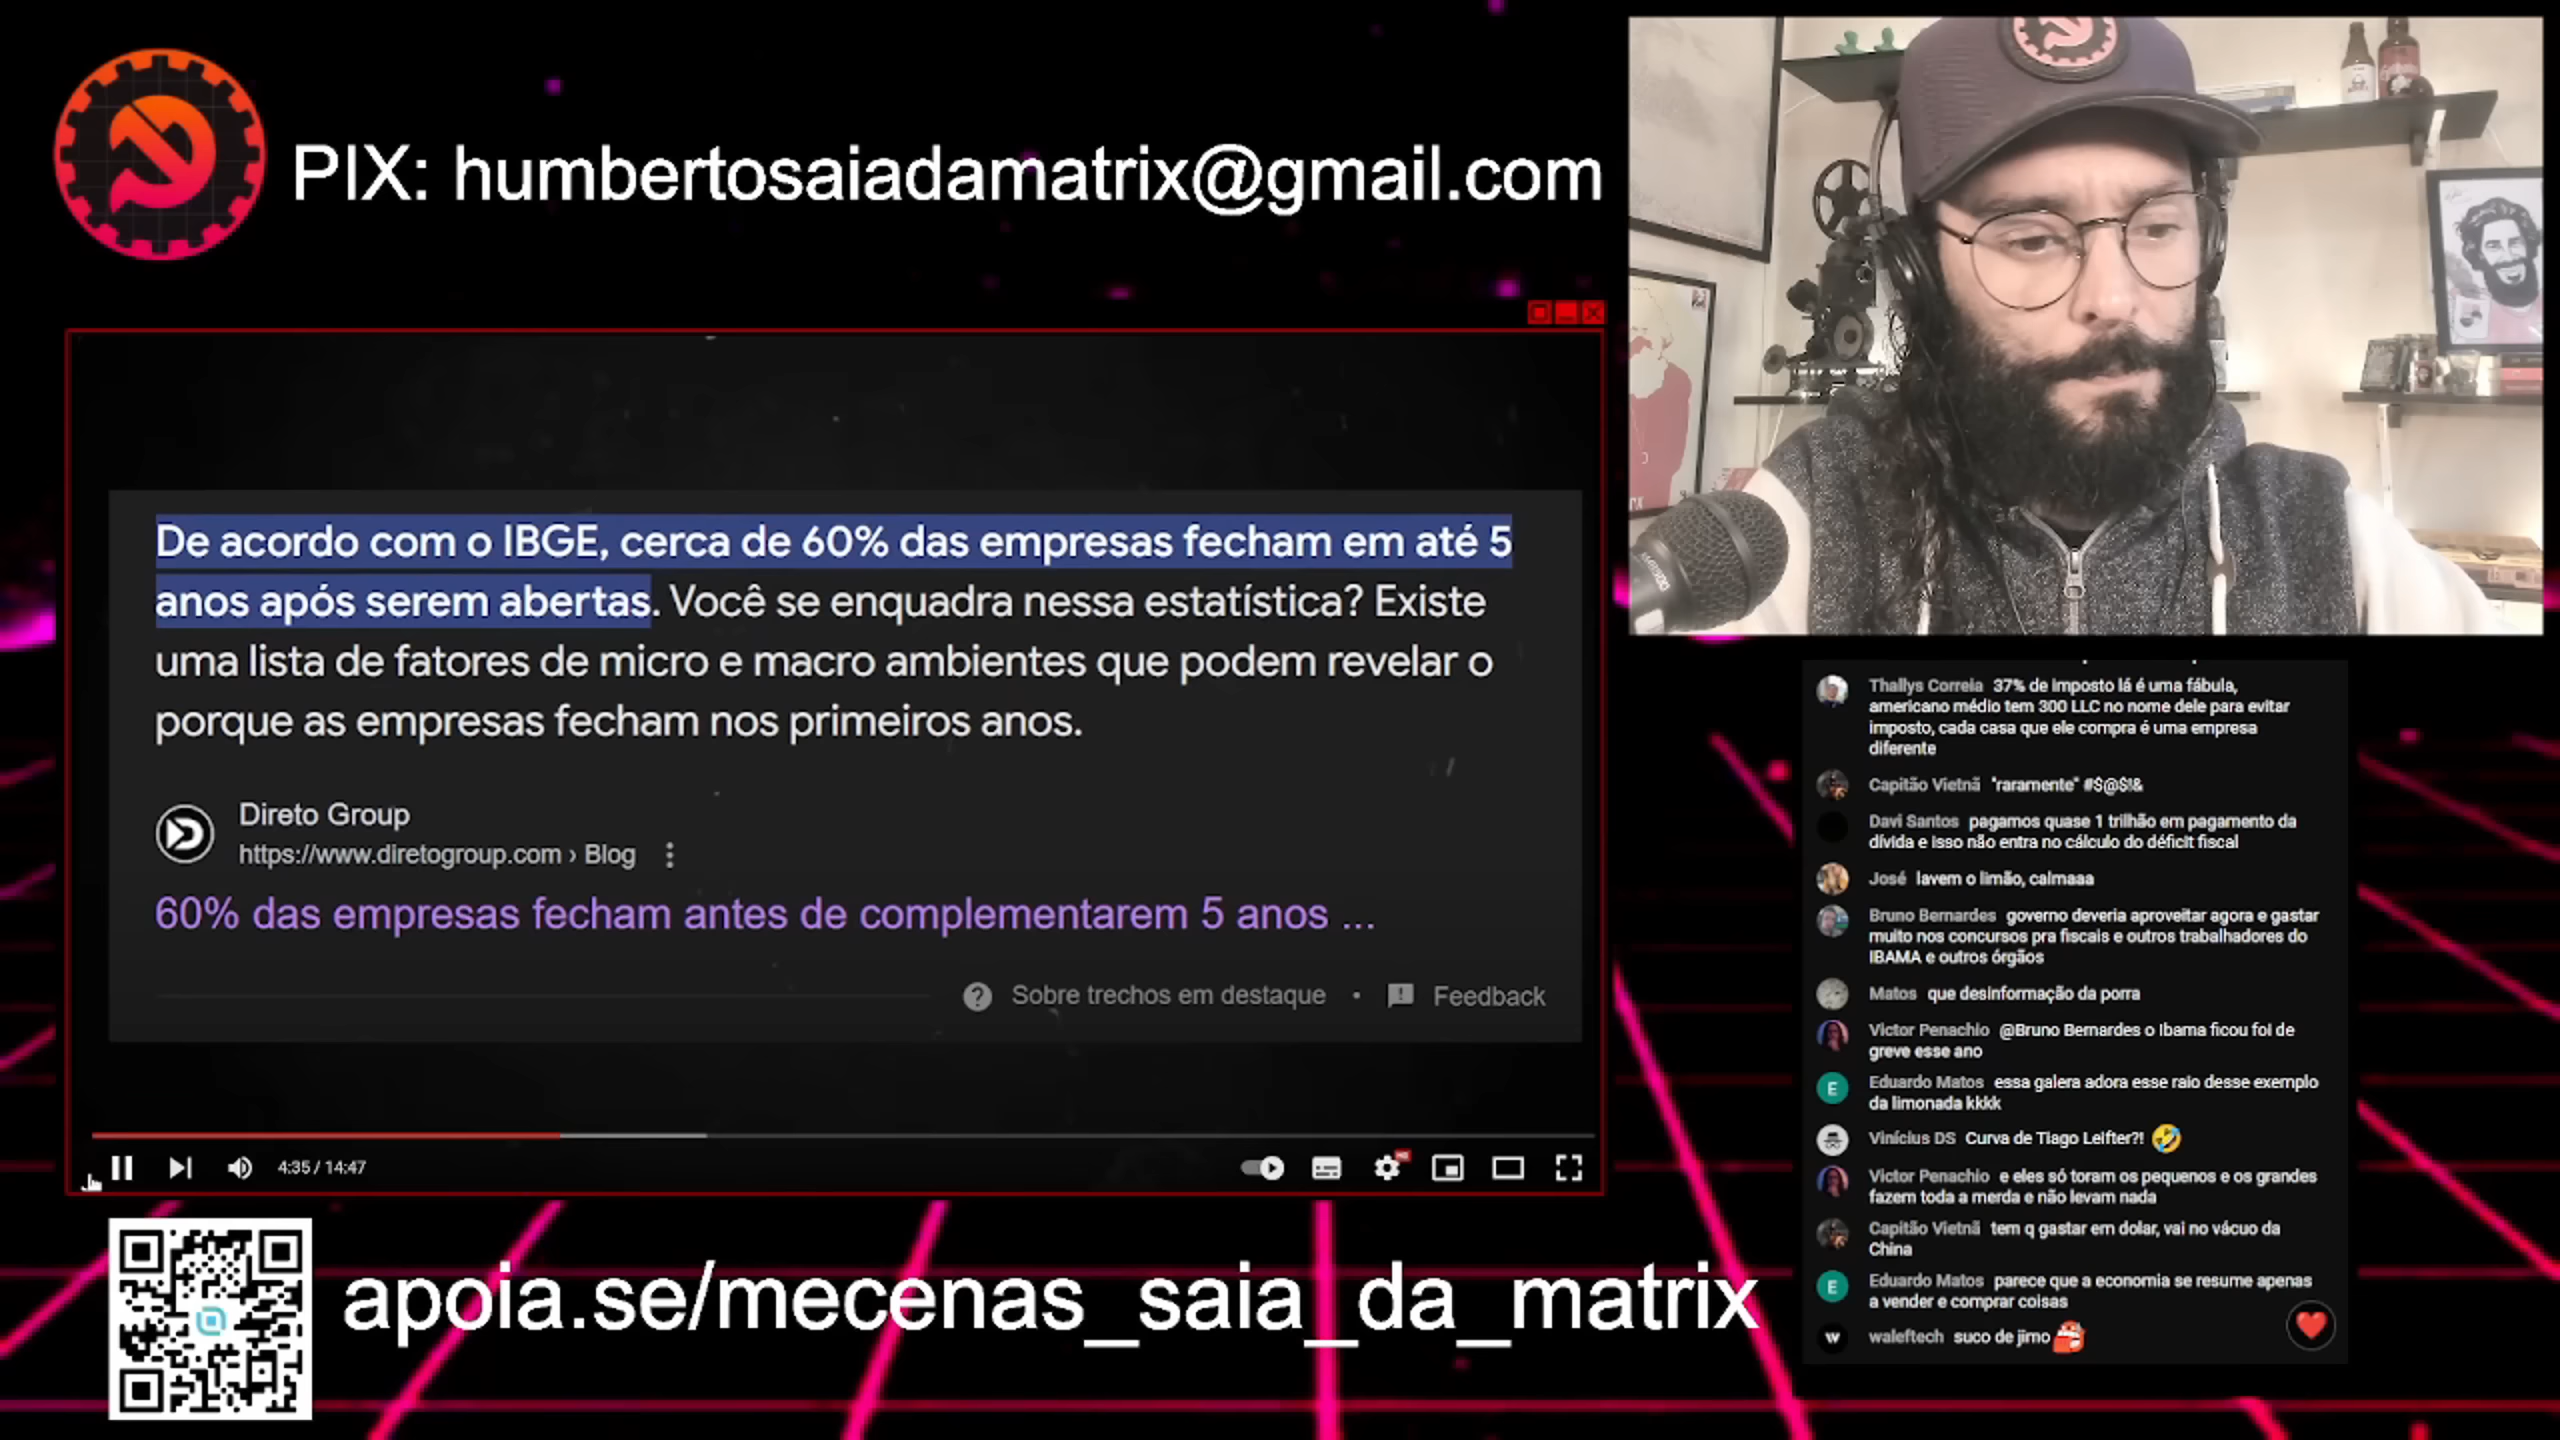 PIX: humbertosaiadamatrix@gmail.com
De acordo com o IBGE, cerca de 60% das empresas fecham em até 5
anos após serem abertas. Você se enquadra nessa estatística? Existe
uma lista de fatores de micro e macro ambientes que podem revelar o
porque as empresas fecham nos primeiros anos.
Direto Group
https://www.diretogroup.com › Blog
60% das empresas fecham antes de complementarem 5 anos ...
Sobre trechos em destaque • Feedback
4:35 / 14:47
apoia.se/mecenas_saia_da_matrix
Thallys Correia 37% de imposto lá é uma fábula,
americano médio tem 300 LLC no nome dele para evitar
imposto, cada casa que ele compra é uma empresa
diferente
Capitão Vietnã "raramente" #$@$!&
Davi Santos pagamos quase 1 trilhão em pagamento da
dívida e isso não entra no cálculo do déficit fiscal
José lavem o limão, calmaaa
Bruno Bernardes governo deveria aproveitar agora e gastar
muito nos concursos pra fiscais e outros trabalhadores do
IBAMA e outros órgãos
Matos que desinformação da porra
Victor Penachio @Bruno Bernardes o Ibama ficou foi de
greve esse ano
E Eduardo Matos essa galera adora esse raio desse exemplo
da limonada kkkk
Vinícius DS Curva de Tiago Leifter?! 🤣
Victor Penachio e eles só toram os pequenos e os grandes
fazem toda a merda e não levam nada
Capitão Vietnã tem q gastar em dolar, vai no vácuo da
China
E Eduardo Matos parece que a economia se resume apenas
a vender e comprar coisas
w waleftech suco de jimo